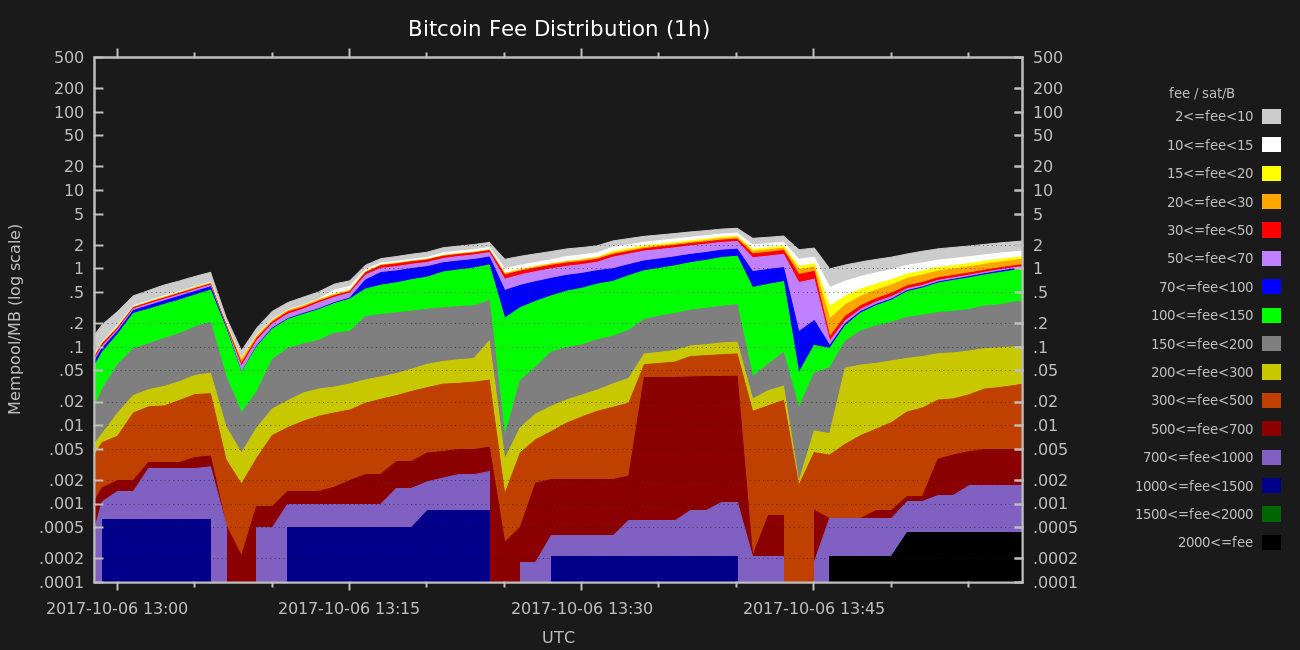 Bitcoin Fee Distribution (1h)
500 500
200 200
100 100
50 50
20 20
10 10
5 5
2 2
1 1
.5 .5
.2 .2
.1 .1
.05 .05
.02 .02
.01 .01
.005 .005
.002 .002
.001 .001
.0005 .0005
.0002 .0002
.0001 .0001
Mempool/MB (log scale)
2017-10-06 13:00 2017-10-06 13:15 2017-10-06 13:30 2017-10-06 13:45
UTC
fee / sat/B
2<=fee<10
10<=fee<15
15<=fee<20
20<=fee<30
30<=fee<50
50<=fee<70
70<=fee<100
100<=fee<150
150<=fee<200
200<=fee<300
300<=fee<500
500<=fee<700
700<=fee<1000
1000<=fee<1500
1500<=fee<2000
2000<=fee